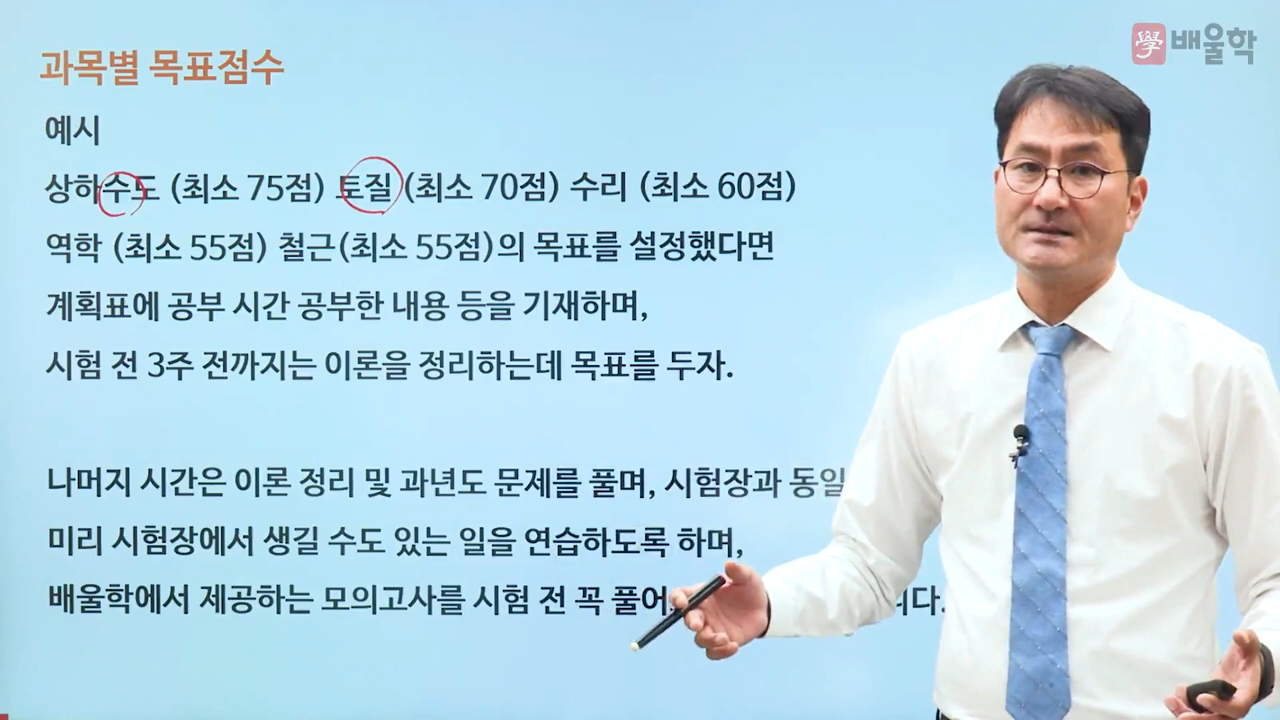 學 배울학
과목별 목표점수
예시
상하수도 (최소 75점) 토질 (최소 70점) 수리 (최소 60점)
역학 (최소 55점) 철근(최소 55점)의 목표를 설정했다면
계획표에 공부 시간 공부한 내용 등을 기재하며,
시험 전 3주 전까지는 이론을 정리하는데 목표를 두자.
나머지 시간은 이론 정리 및 과년도 문제를 풀며, 시험장과 동일
미리 시험장에서 생길 수도 있는 일을 연습하도록 하며,
배울학에서 제공하는 모의고사를 시험 전 꼭 풀어 니다.